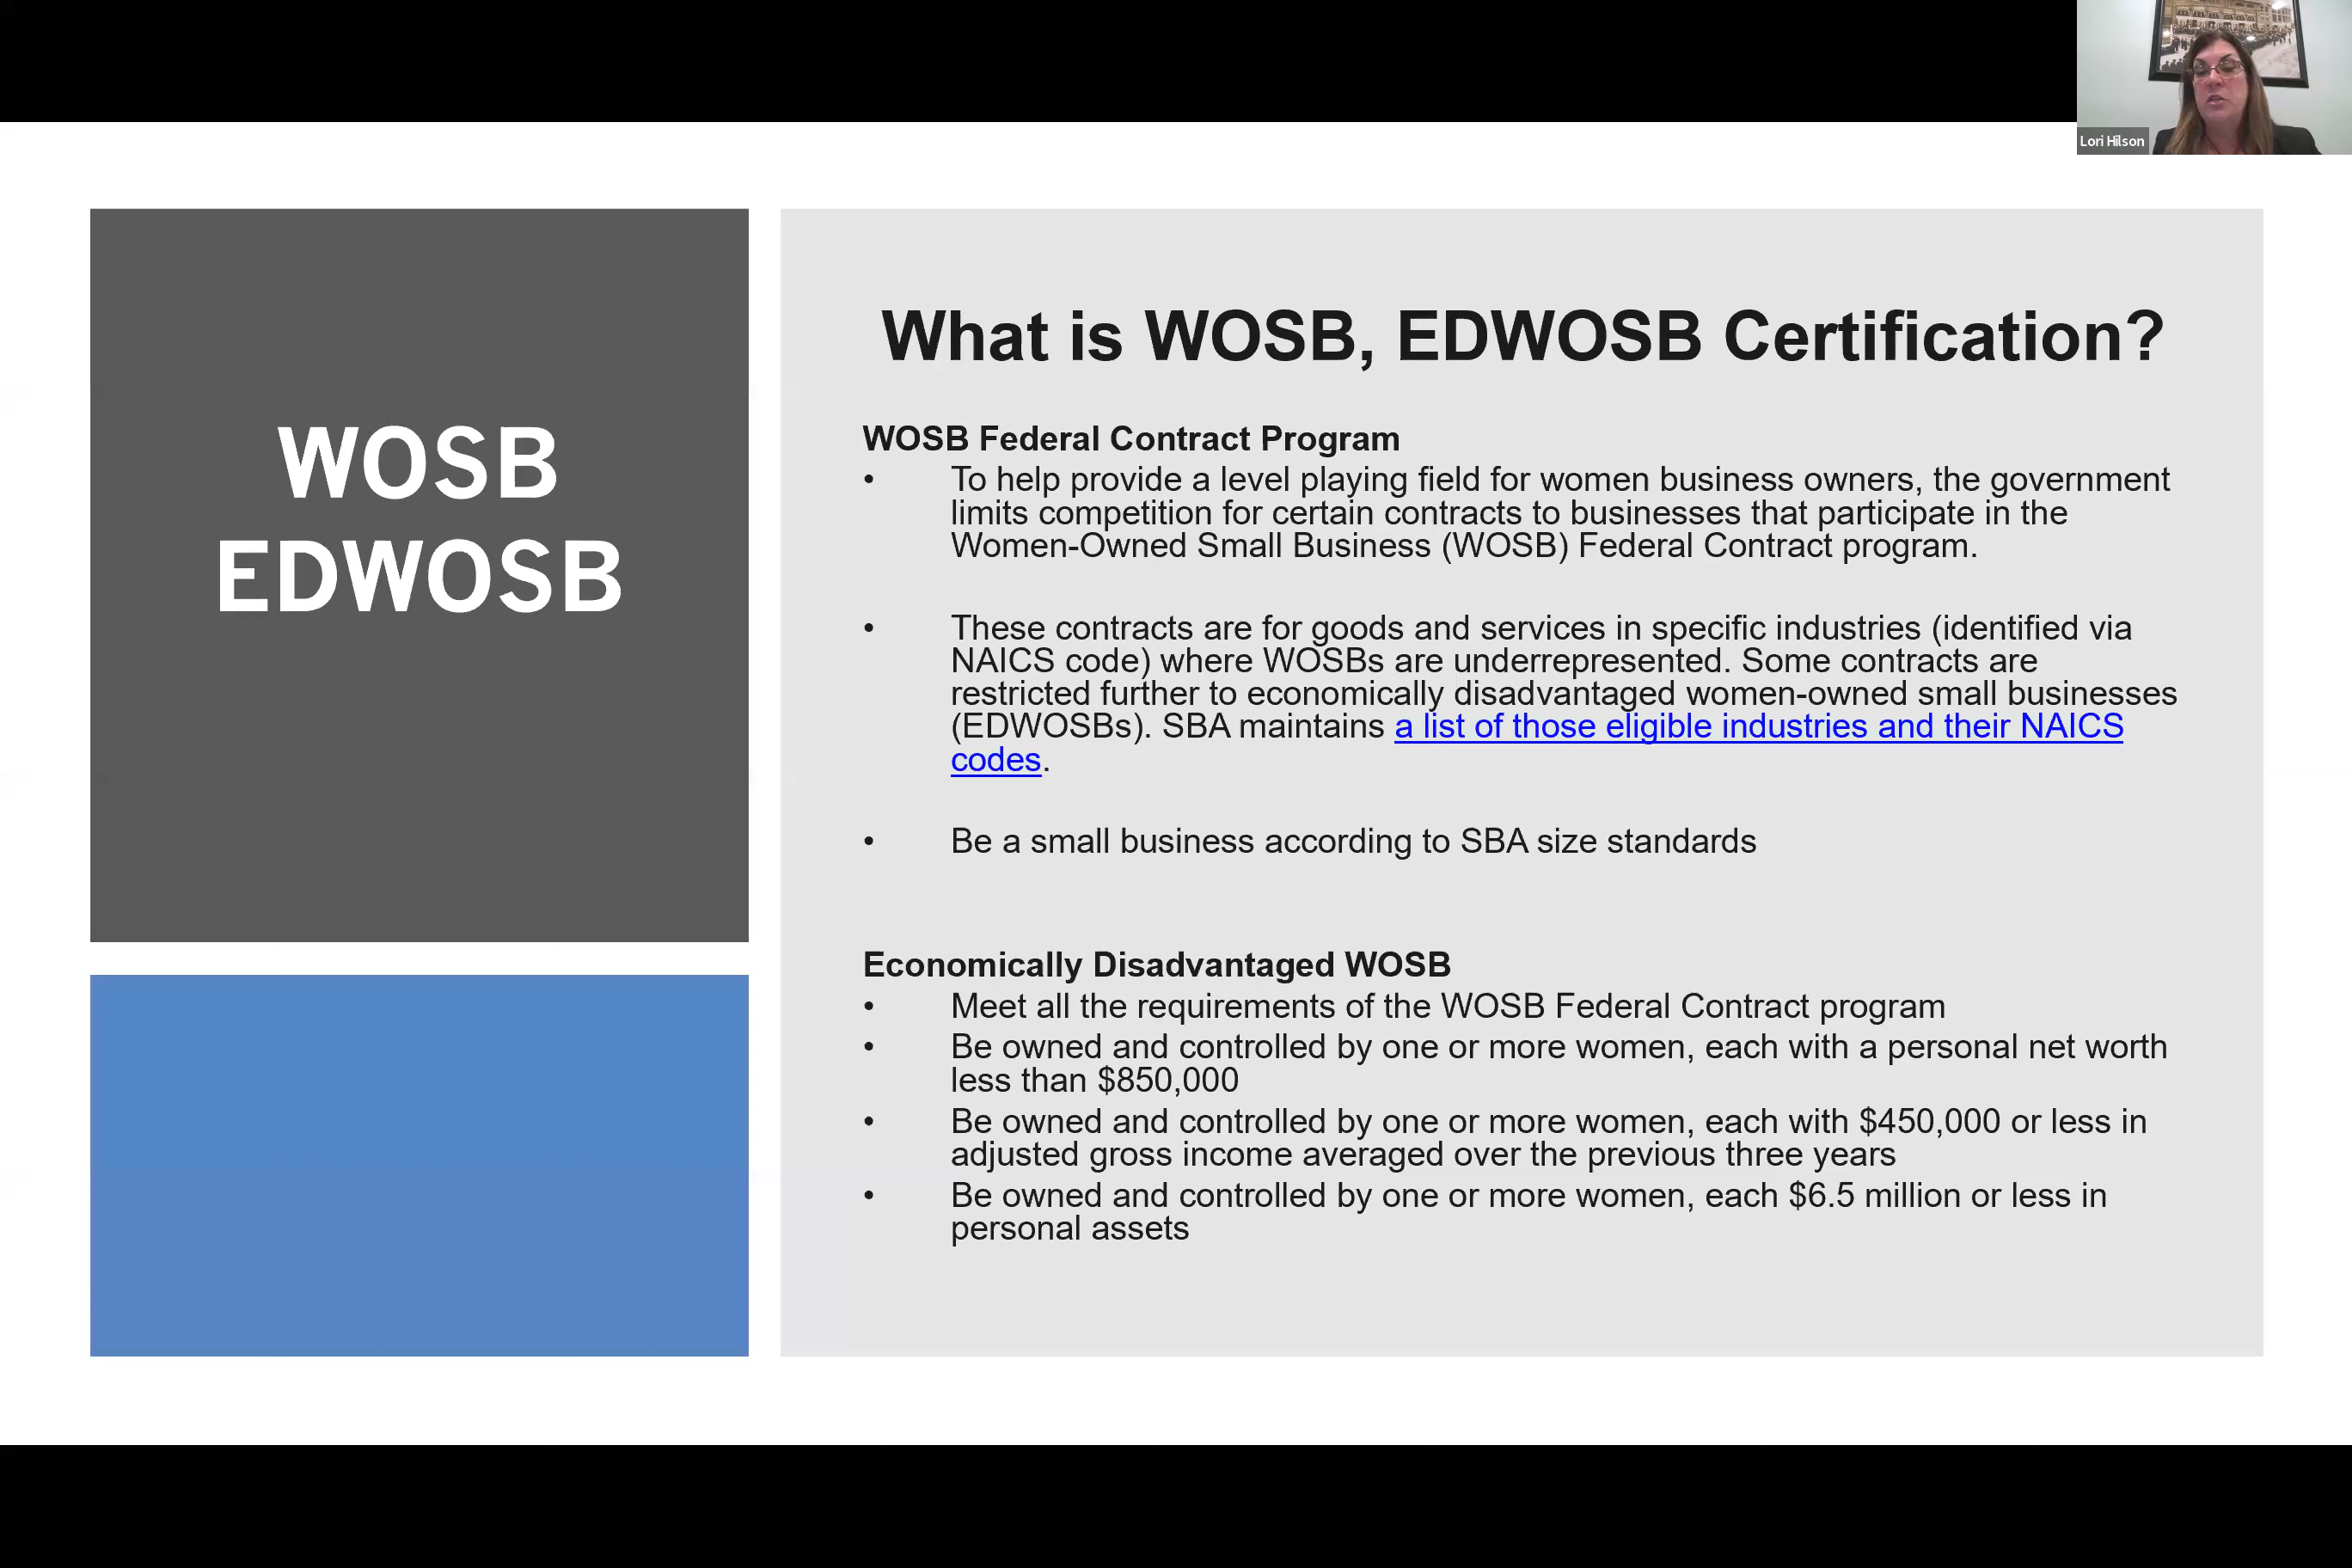 Lori Hilson
WOSB
EDWOSB
What is WOSB, EDWOSB Certification?
WOSB Federal Contract Program
• To help provide a level playing field for women business owners, the government
limits competition for certain contracts to businesses that participate in the
Women-Owned Small Business (WOSB) Federal Contract program.
• These contracts are for goods and services in specific industries (identified via
NAICS code) where WOSBs are underrepresented. Some contracts are
restricted further to economically disadvantaged women-owned small businesses
(EDWOSBs). SBA maintains a list of those eligible industries and their NAICS
codes.
• Be a small business according to SBA size standards
Economically Disadvantaged WOSB
• Meet all the requirements of the WOSB Federal Contract program
• Be owned and controlled by one or more women, each with a personal net worth
less than $850,000
• Be owned and controlled by one or more women, each with $450,000 or less in
adjusted gross income averaged over the previous three years
• Be owned and controlled by one or more women, each $6.5 million or less in
personal assets